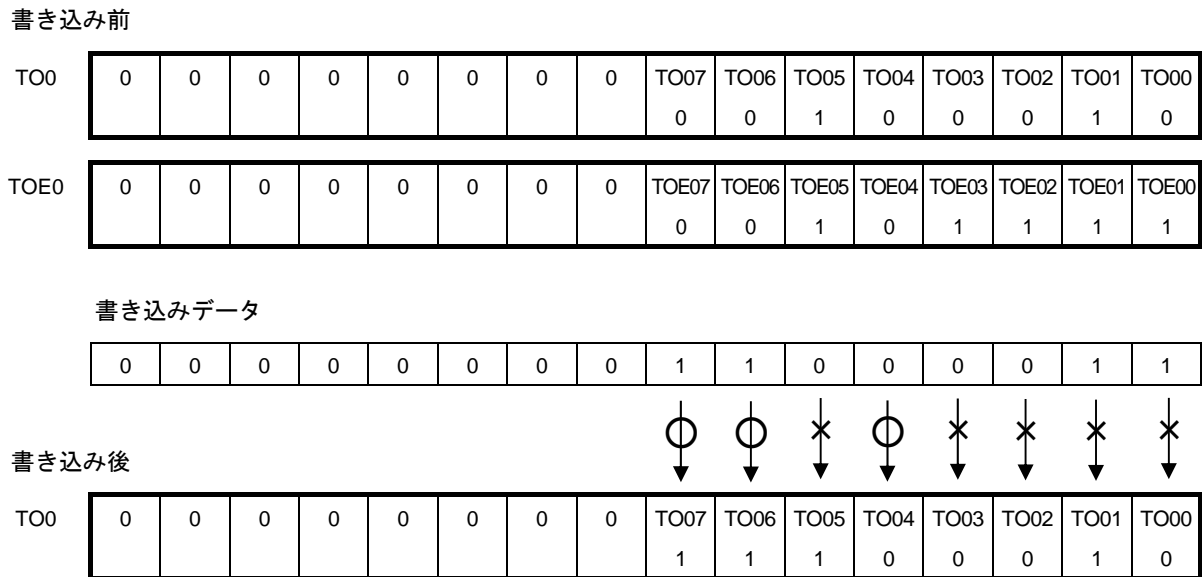 書き込み前
TO0 0 0 0 0 0 0 0 0 TO07 TO06 TO05 TO04 TO03 TO02 TO01 TO00
0 0 1 0 0 0 1 0
TOE0 0 0 0 0 0 0 0 0 TOE07 TOE06 TOE05 TOE04 TOE03 TOE02 TOE01 TOE00
0 0 1 0 1 1 1 1
書き込みデータ
0 0 0 0 0 0 0 0 1 1 0 0 0 0 1 1
書き込み後
TO0 0 0 0 0 0 0 0 0 TO07 TO06 TO05 TO04 TO03 TO02 TO01 TO00
1 1 1 0 0 0 1 0